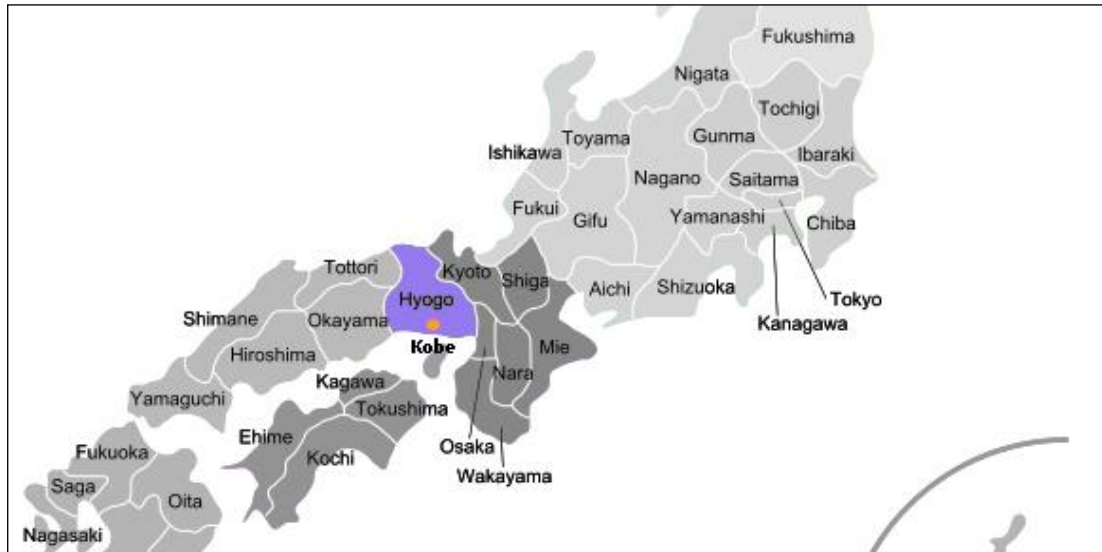 Fukushima
Nigata
Tochigi
Toyama
Gunma
Ishikawa
Ibaraki
Nagano
Saitama
Fukui
Gifu
Yamanashi
Chiba
Tottori
Kyoto
Shiga
Hyogo
Aichi
Shizuoka
Tokyo
Shimane
Okayama
Kanagawa
Kobe
Mie
Hiroshima
Nara
Kagawa
Yamaguchi
Tokushima
Ehime
Osaka
Fukuoka
Kochi
Wakayama
Saga
Oita
Nagasaki